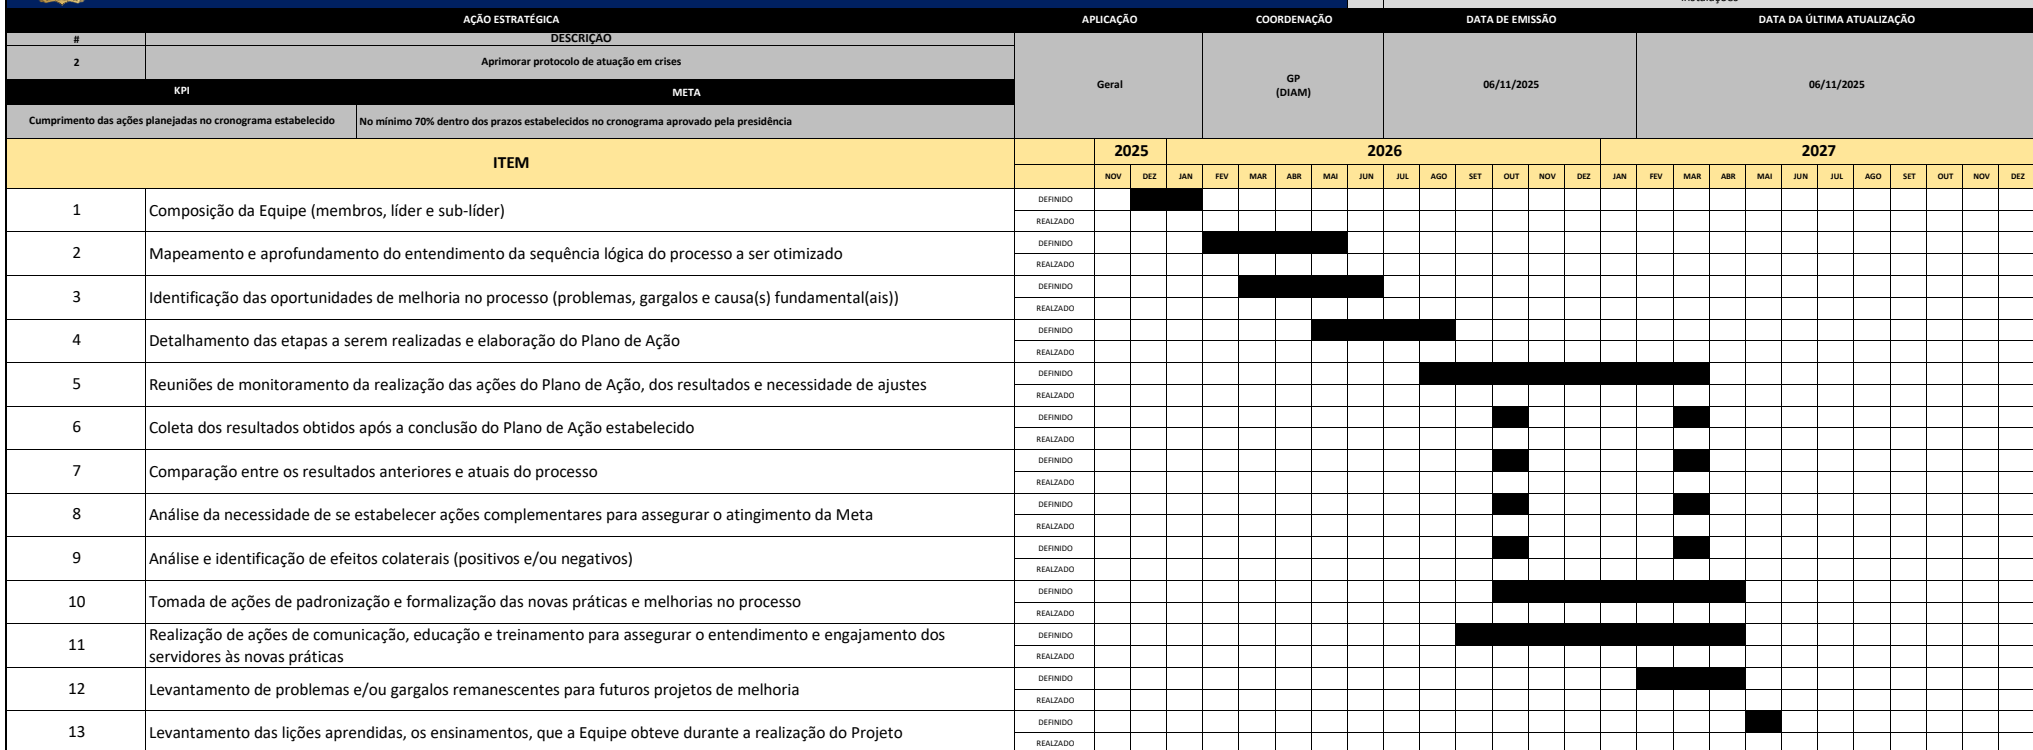 AÇÃO ESTRATÉGICA APLICAÇÃO COORDENAÇÃO DATA DE EMISSÃO DATA DA ÚLTIMA ATUALIZAÇÃO
# DESCRIÇÃO
2 Aprimorar protocolo de atuação em crises
Geral GP (DIAM) 06/11/2025 06/11/2025
KPI META
Cumprimento das ações planejadas no cronograma estabelecido No mínimo 70% dentro dos prazos estabelecidos no cronograma aprovado pela presidência
ITEM 2025 2026 2027
NOV DEZ JAN FEV MAR ABR MAI JUN JUL AGO SET OUT NOV DEZ JAN FEV MAR ABR MAI JUN JUL AGO SET OUT NOV DEZ
1 Composição da Equipe (membros, líder e sub-líder) DEFINIDO
REALZADO
2 Mapeamento e aprofundamento do entendimento da sequência lógica do processo a ser otimizado DEFINIDO
REALZADO
3 Identificação das oportunidades de melhoria no processo (problemas, gargalos e causa(s) fundamental(ais)) DEFINIDO
REALZADO
4 Detalhamento das etapas a serem realizadas e elaboração do Plano de Ação DEFINIDO
REALZADO
5 Reuniões de monitoramento da realização das ações do Plano de Ação, dos resultados e necessidade de ajustes DEFINIDO
REALZADO
6 Coleta dos resultados obtidos após a conclusão do Plano de Ação estabelecido DEFINIDO
REALZADO
7 Comparação entre os resultados anteriores e atuais do processo DEFINIDO
REALZADO
8 Análise da necessidade de se estabelecer ações complementares para assegurar o atingimento da Meta DEFINIDO
REALZADO
9 Análise e identificação de efeitos colaterais (positivos e/ou negativos) DEFINIDO
REALZADO
10 Tomada de ações de padronização e formalização das novas práticas e melhorias no processo DEFINIDO
REALZADO
11 Realização de ações de comunicação, educação e treinamento para assegurar o entendimento e engajamento dos DEFINIDO
servidores às novas práticas REALZADO
12 Levantamento de problemas e/ou gargalos remanescentes para futuros projetos de melhoria DEFINIDO
REALZADO
13 Levantamento das lições aprendidas, os ensinamentos, que a Equipe obteve durante a realização do Projeto DEFINIDO
REALZADO